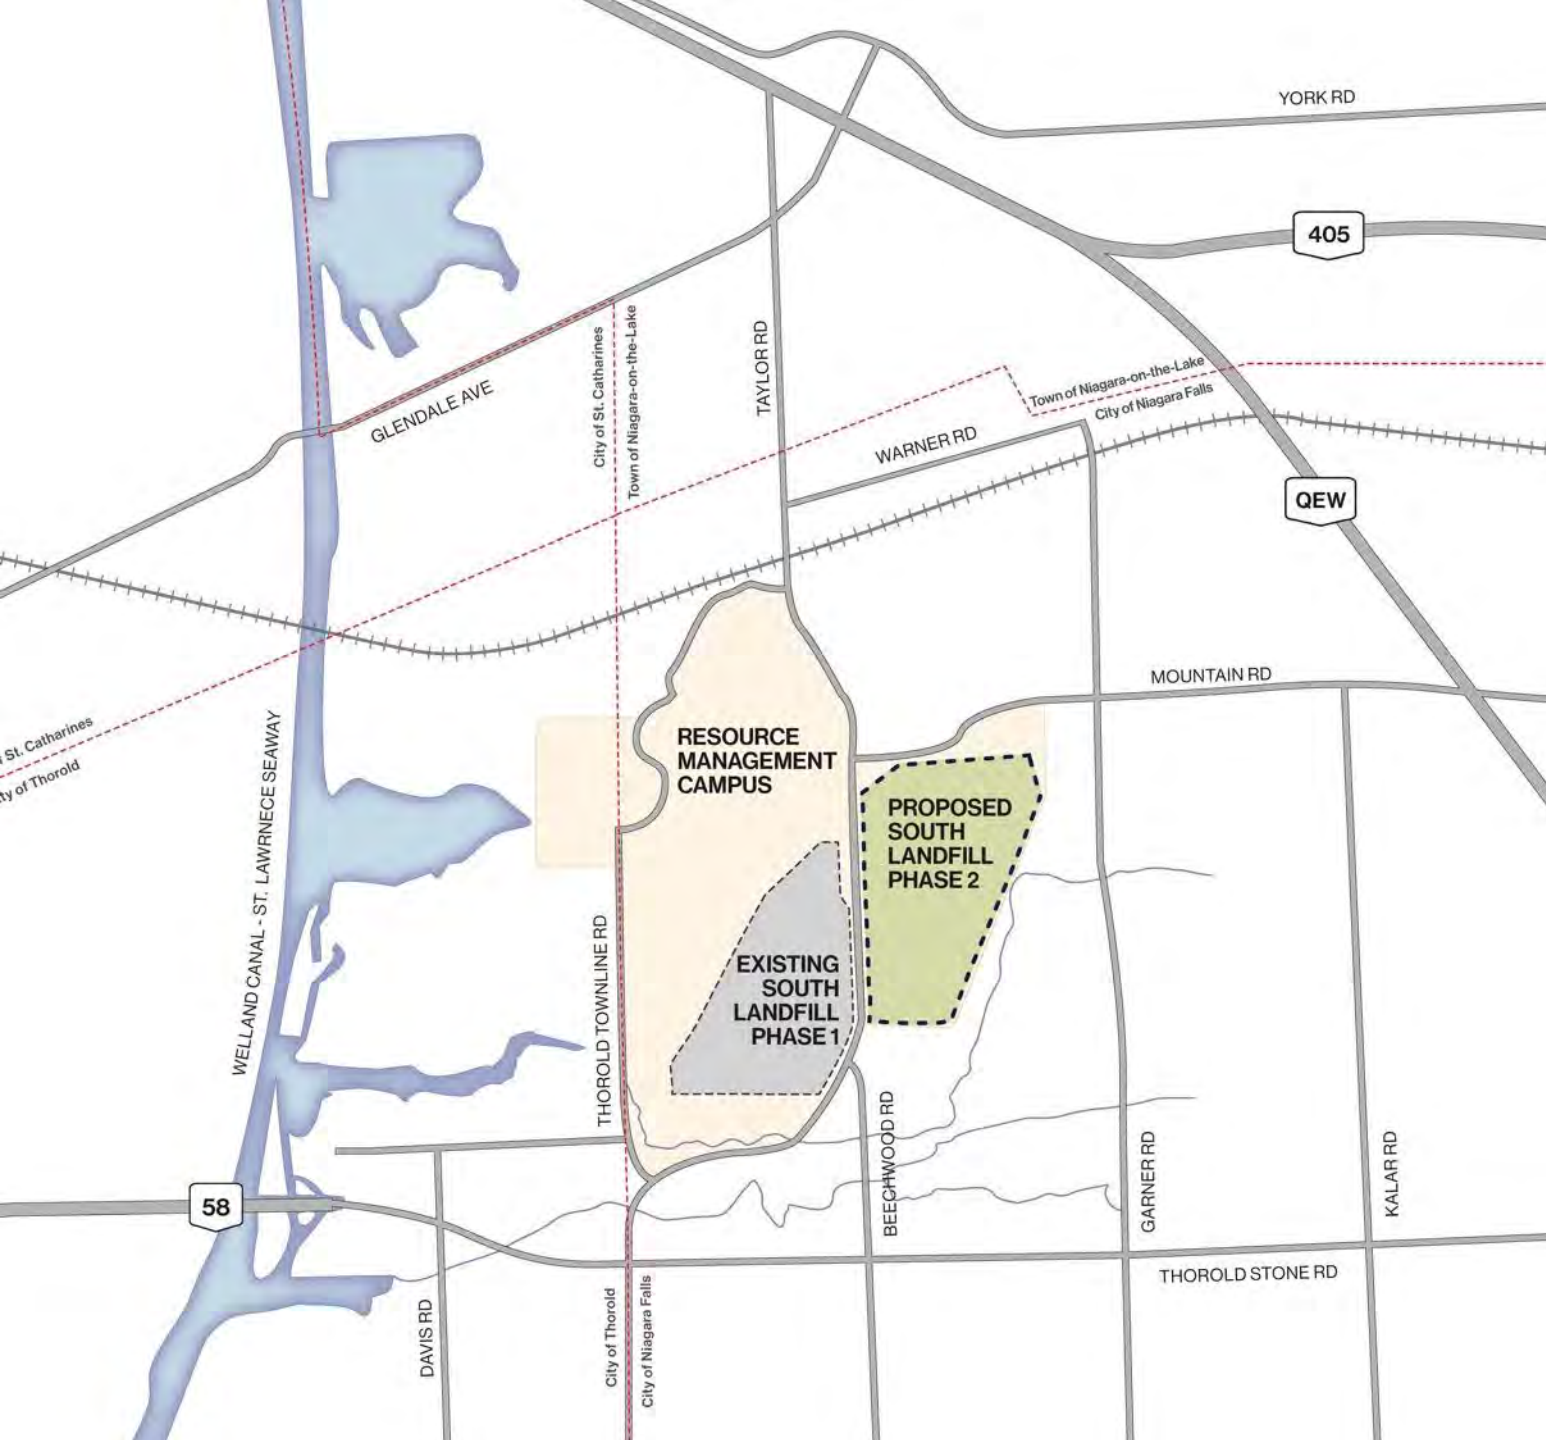 YORK RD
405
City of St. Catharines
Town of Niagara-on-the-Lake
TAYLOR RD
GLENDALE AVE
Town of Niagara-on-the-Lake
City of Niagara Falls
WARNER RD
QEW
MOUNTAIN RD
St. Catharines
of Thorold
WELLAND CANAL - ST. LAWRNECE SEAWAY
RESOURCE
MANAGEMENT
CAMPUS
PROPOSED
SOUTH
LANDFILL
PHASE 2
EXISTING
SOUTH
LANDFILL
PHASE 1
THOROLD TOWNLINE RD
BEECHWOOD RD
GARNER RD
KALAR RD
58
THOROLD STONE RD
DAVIS RD
City of Thorold
City of Niagara Falls